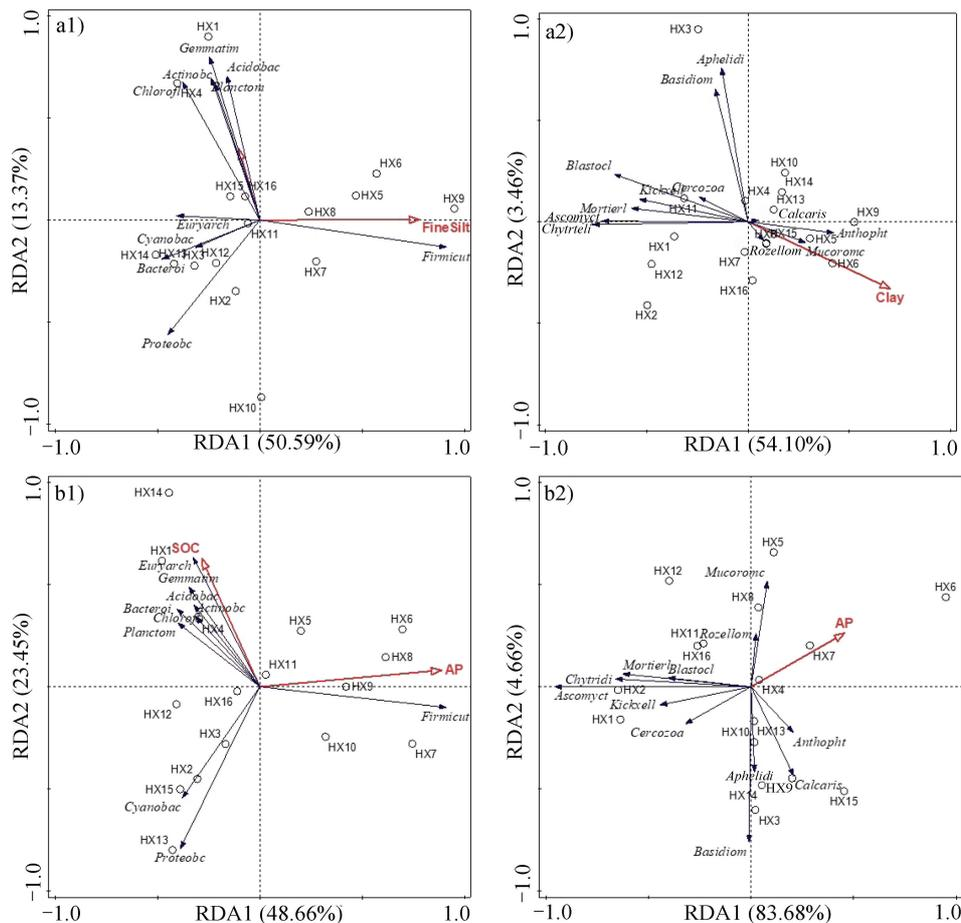 a1)
1.0
HX1
Gemmatim
Acidobac
Actinobc
Planctom
Chlorofl
HX4
HX6
HX15
HX16
HX5
HX9
HX8
FineSilt
Euryarch
HX11
Cyanobac
Firmicut
HX14
HX3
HX12
Bacteroi
HX7
HX2
Proteobc
HX10
RDA2 (13.37%)
−1.0
−1.0
RDA1 (50.59%)
1.0
a2)
1.0
HX3
Aphelidi
Basidiom
HX10
Blastocl
HX14
Cercozoa
Kickxell
HX4
HX13
Mortierl
HX11
Calcaris
HX9
Ascomyct
Chytrteli
Anthopht
HX15
HX5
HX1
Rozellom
Mucoromc
HX7
HX6
HX12
HX16
Clay
HX2
RDA2 (3.46%)
−1.0
−1.0
RDA1 (54.10%)
1.0
b1)
1.0
HX14
HX1
SOC
Euryarch
Gemmatim
Acidobac
Bacteroi
Actinobc
Chlorofl
HX4
Planctom
HX5
HX6
HX11
HX8
AP
HX9
HX16
HX12
Firmicut
HX3
HX10
HX7
HX2
HX15
Cyanobac
HX13
Proteobc
RDA2 (23.45%)
−1.0
−1.0
RDA1 (48.66%)
1.0
b2)
1.0
HX5
HX12
Mucoromc
HX6
HX8
AP
HX11
Rozellom
HX16
HX7
Mortierl
Blastocl
Chytridi
HX4
Ascomyct
HX2
Kickxell
HX1
Cercozoa
HX10
HX13
Anthopht
Aphelidi
HX9
Calcaris
HX14
HX15
HX3
Basidiom
RDA2 (4.66%)
−1.0
−1.0
RDA1 (83.68%)
1.0